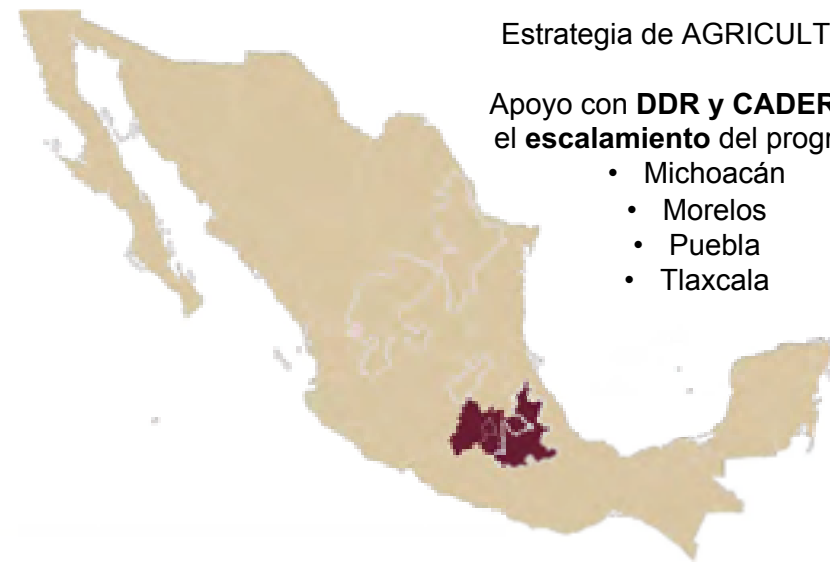 Estrategia de AGRICULT
Apoyo con DDR y CADER
el escalamiento del progr
• Michoacán
• Morelos
• Puebla
• Tlaxcala